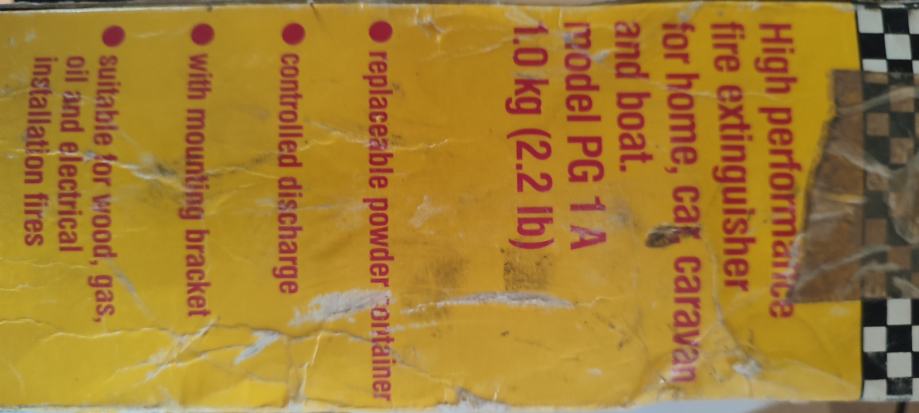 High performance
fire extinguisher
for home, car, caravan
and boat.
model PG 1 A
1.0 kg (2.2 lb)
● replaceable powder container
● controlled discharge
● with mounting bracket
● suitable for wood, gas,
oil and electrical
installation fires